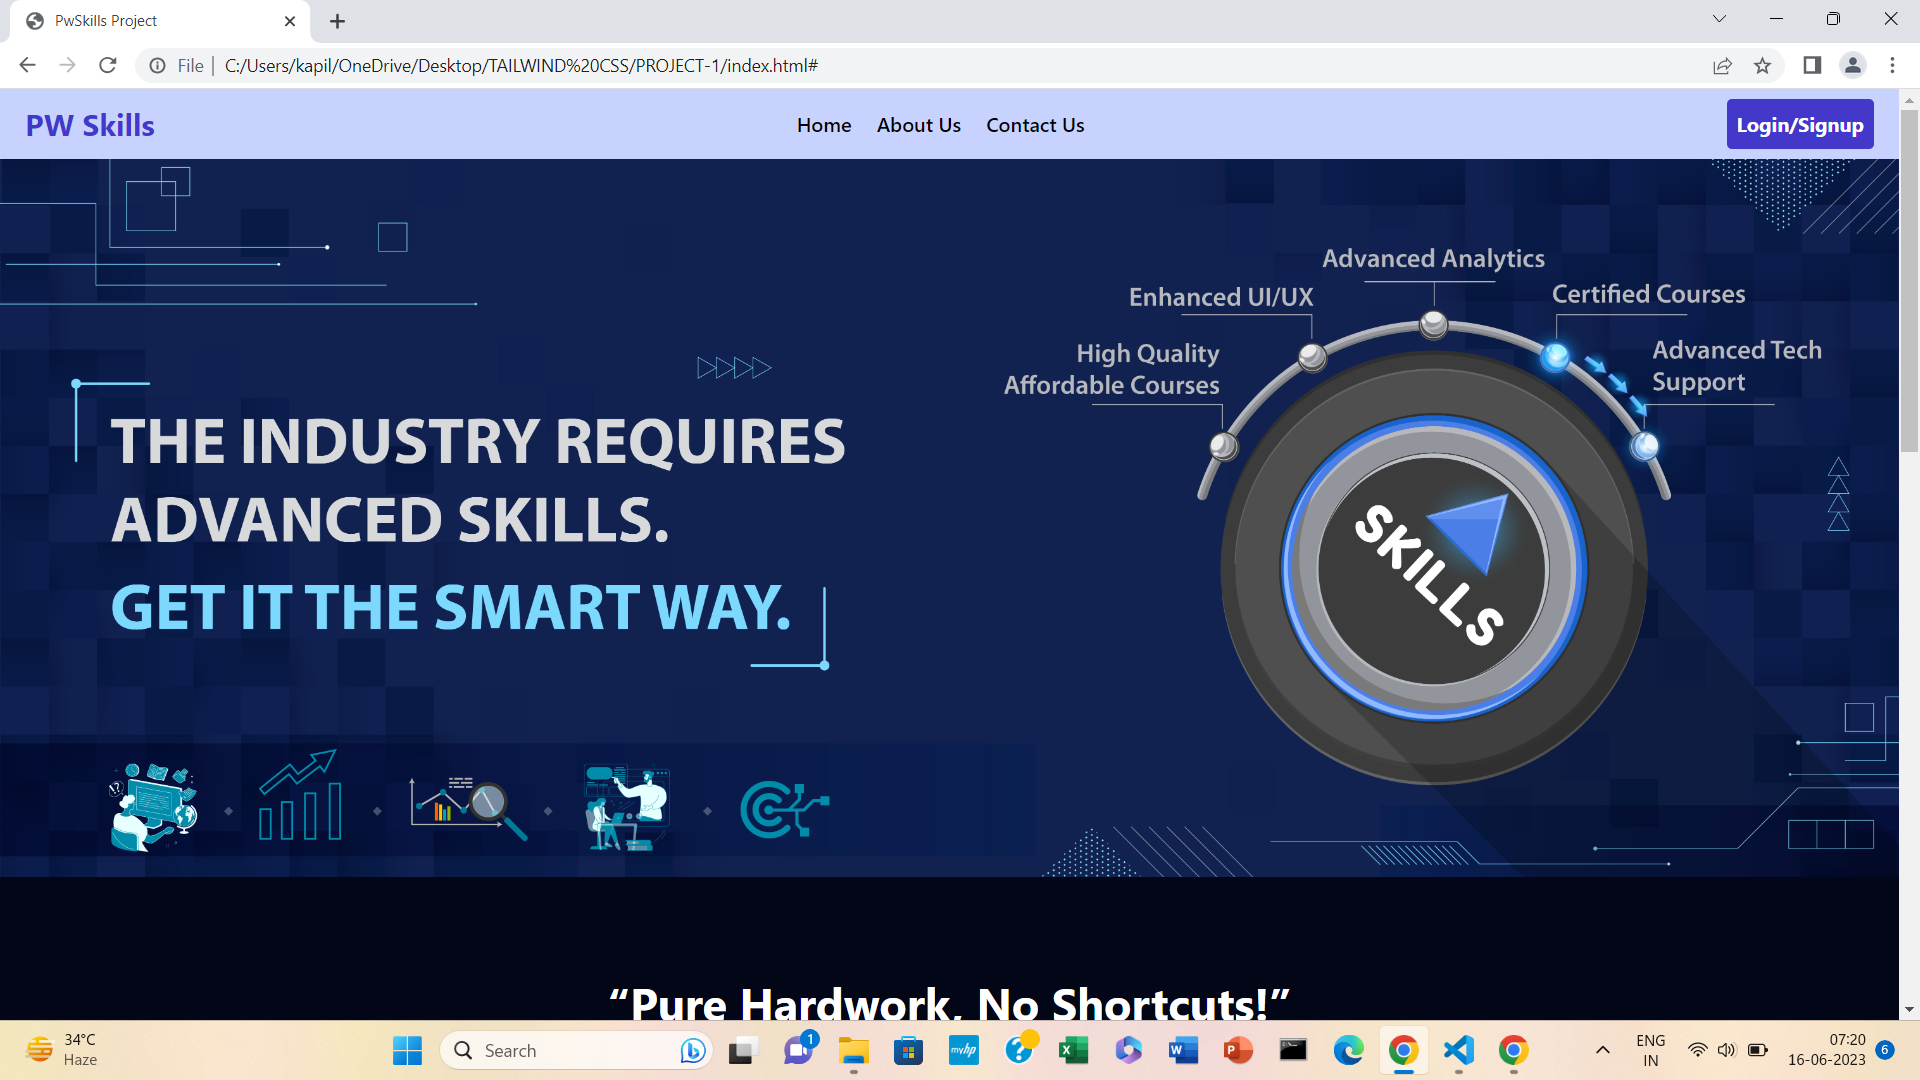 PwSkills Project
File
C:/Users/kapil/OneDrive/Desktop/TAILWIND%20CSS/PROJECT-1/index.html#
PW Skills
Home
About Us
Contact Us
Login/Signup
Advanced Analytics
Enhanced UI/UX
Certified Courses
High Quality
Affordable Courses
Advanced Tech
Support
THE INDUSTRY REQUIRES
ADVANCED SKILLS.
GET IT THE SMART WAY.
SKILLS
“Pure Hardwork, No Shortcuts!”
34°C
Haze
Search
1
myhp
ENG
IN
07:20
16-06-2023
6